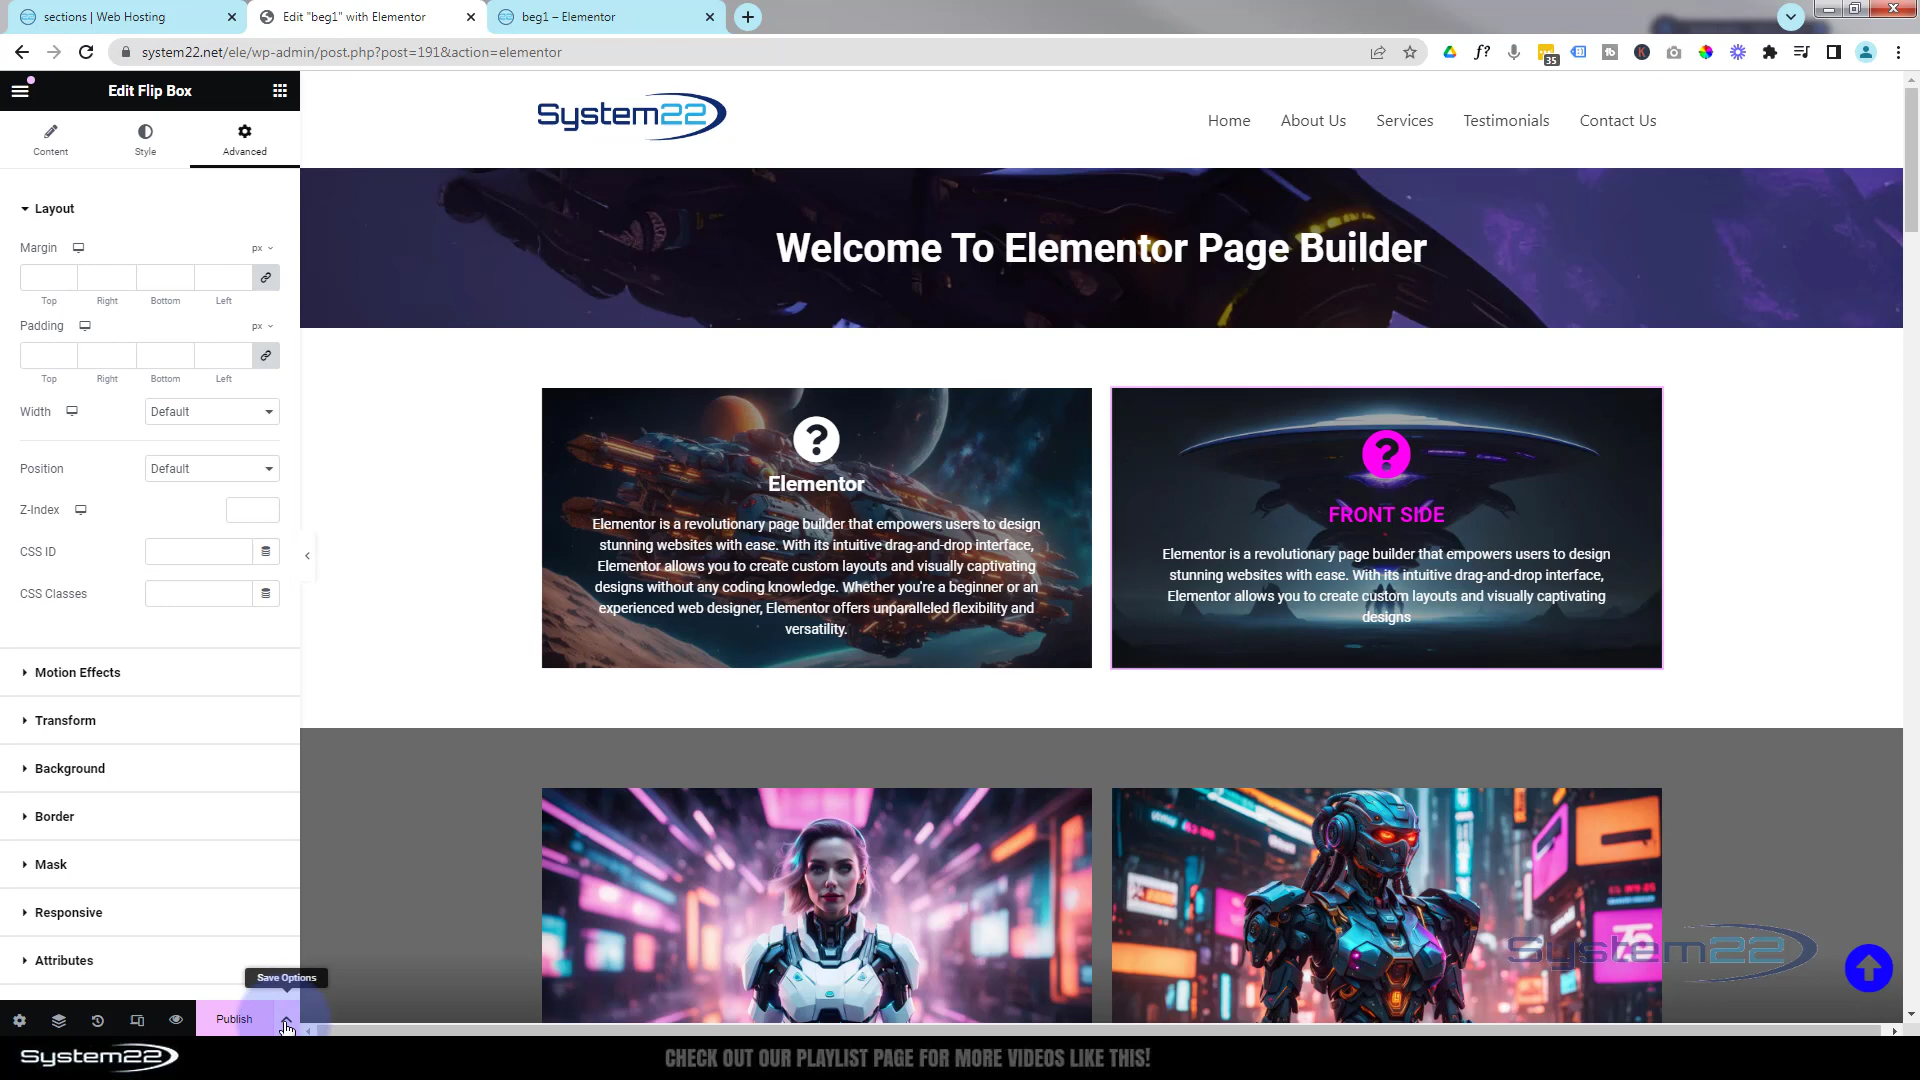 sections | Web Hosting
Edit "beg1" with Elementor
beg1 – Elementor
system22.net/ele/wp-admin/post.php?post=191&action=elementor
35
Edit Flip Box
Content
Style
Advanced
Layout
Margin
px
Top
Right
Bottom
Left
Padding
px
Top
Right
Bottom
Left
Width
Default
Position
Default
Z-Index
CSS ID
CSS Classes
Motion Effects
Transform
Background
Border
Mask
Responsive
Attributes
Save Options
Publish
System22
Home
About Us
Services
Testimonials
Contact Us
Welcome To Elementor Page Builder
Elementor
Elementor is a revolutionary page builder that empowers users to design
stunning websites with ease. With its intuitive drag-and-drop interface,
Elementor allows you to create custom layouts and visually captivating
designs without any coding knowledge. Whether you're a beginner or an
experienced web designer, Elementor offers unparalleled flexibility and
versatility.
FRONT SIDE
Elementor is a revolutionary page builder that empowers users to design
stunning websites with ease. With its intuitive drag-and-drop interface,
Elementor allows you to create custom layouts and visually captivating
designs
System22
System22
CHECK OUT OUR PLAYLIST PAGE FOR MORE VIDEOS LIKE THIS!